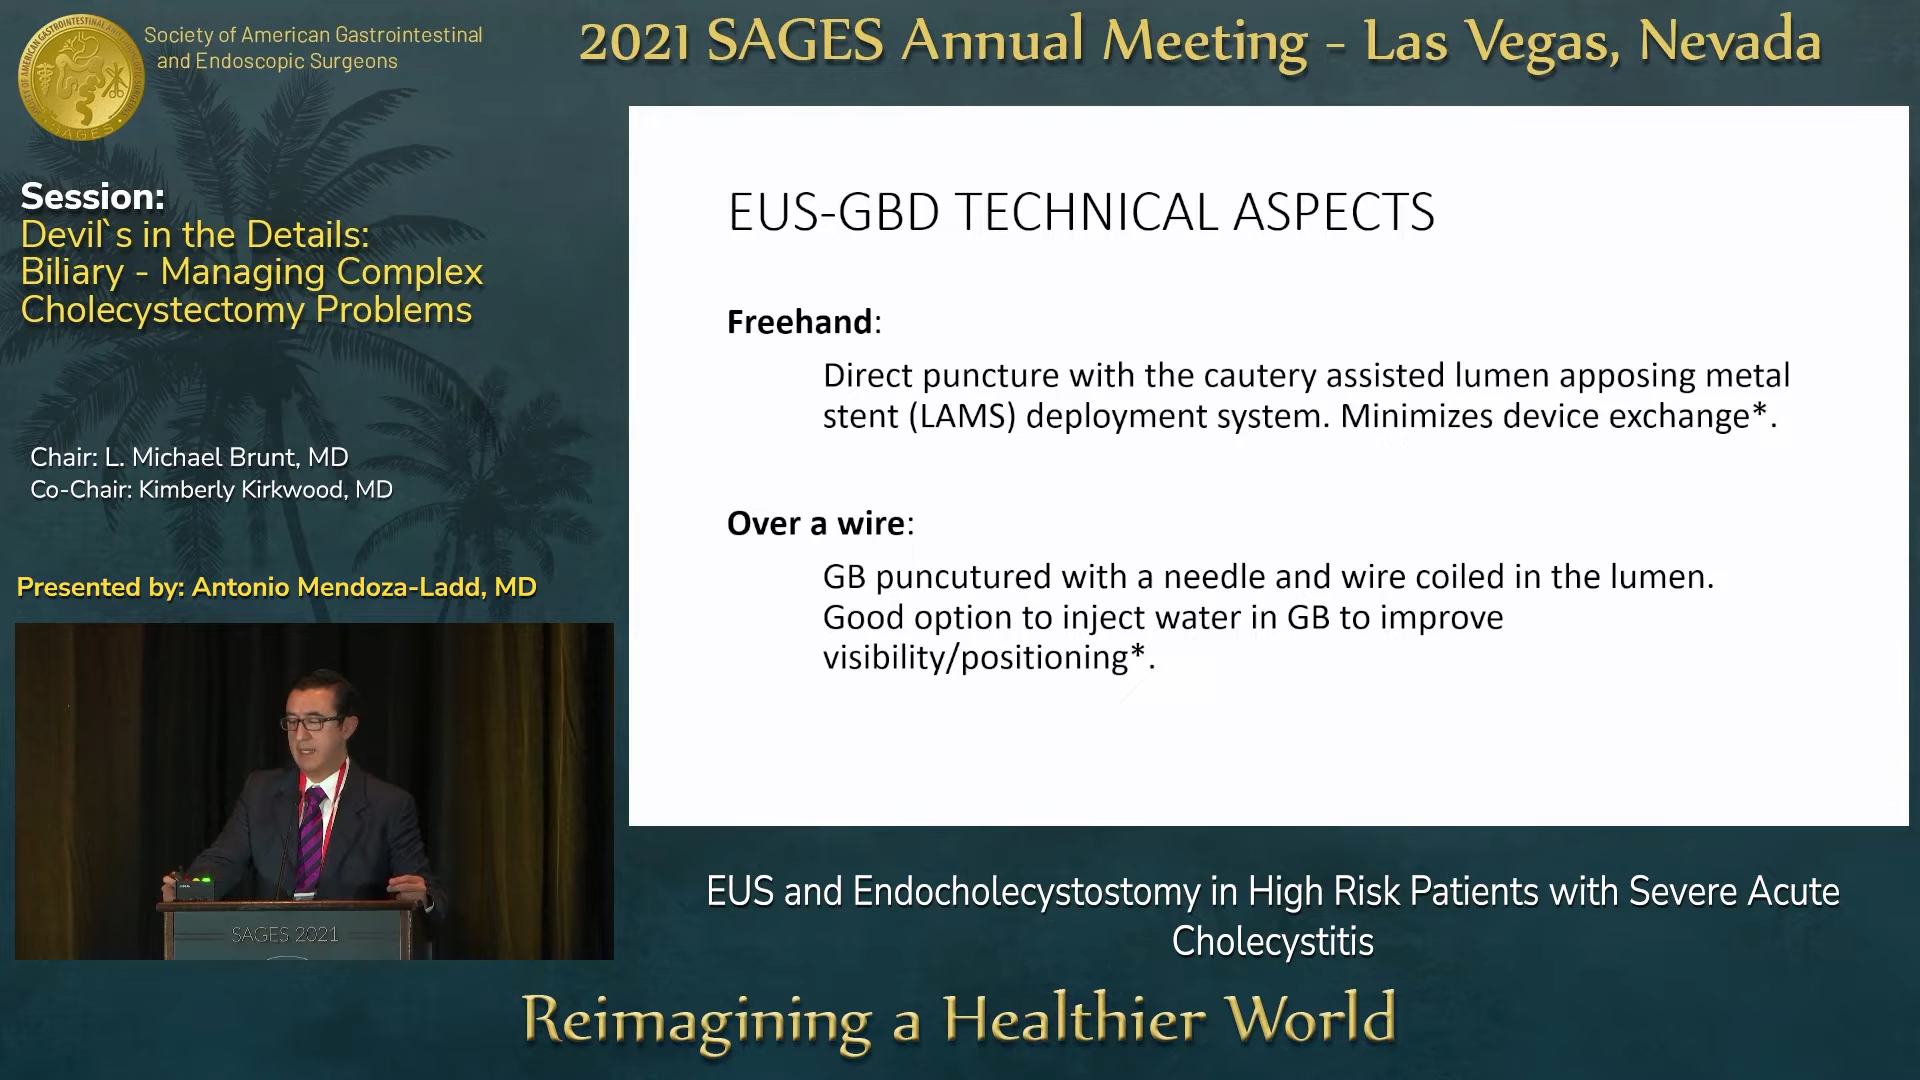 Society of American Gastrointestinal
and Endoscopic Surgeons
2021 SAGES Annual Meeting - Las Vegas, Nevada
SAGES
Session:
Devil`s in the Details:
Biliary - Managing Complex
Cholecystectomy Problems
Chair: L. Michael Brunt, MD
Co-Chair: Kimberly Kirkwood, MD
Presented by: Antonio Mendoza-Ladd, MD
SAGES 2021
EUS-GBD TECHNICAL ASPECTS
Freehand:
Direct puncture with the cautery assisted lumen apposing metal
stent (LAMS) deployment system. Minimizes device exchange*.
Over a wire:
GB puncutured with a needle and wire coiled in the lumen.
Good option to inject water in GB to improve
visibility/positioning*.
EUS and Endocholecystostomy in High Risk Patients with Severe Acute
Cholecystitis
Reimagining a Healthier World